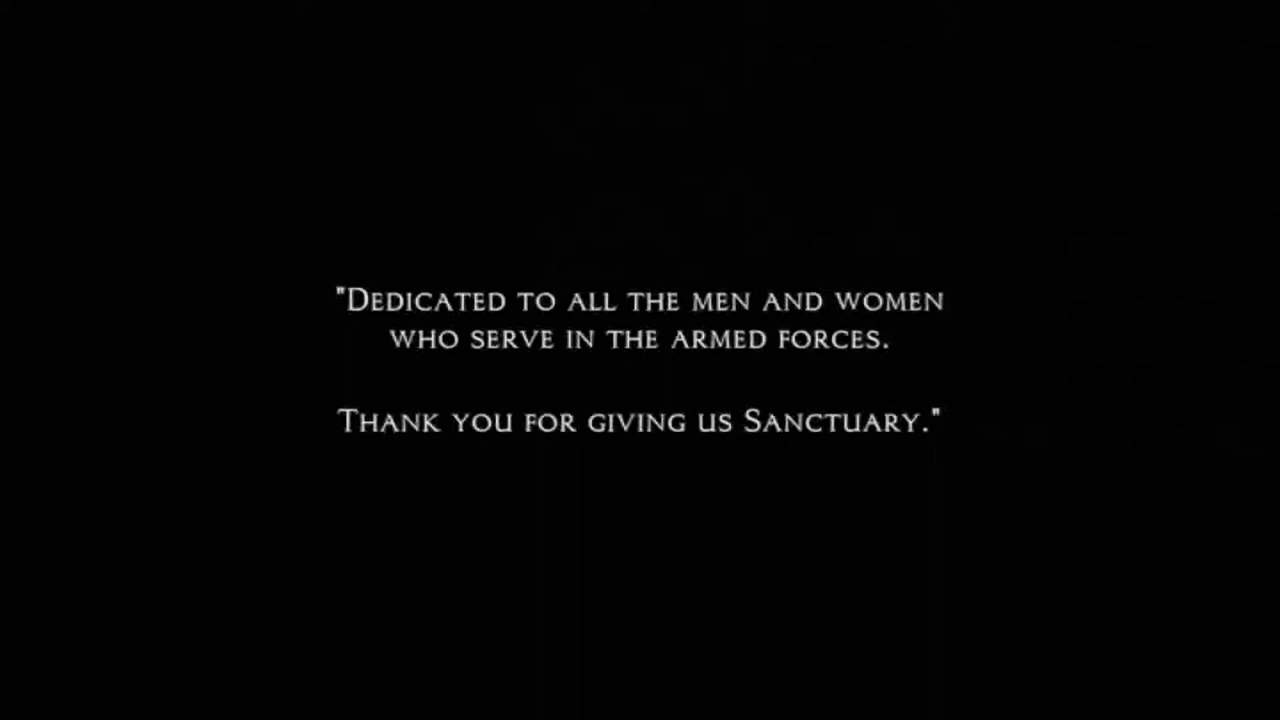 "Dedicated to all the men and women
who serve in the armed forces.
Thank you for giving us Sanctuary."